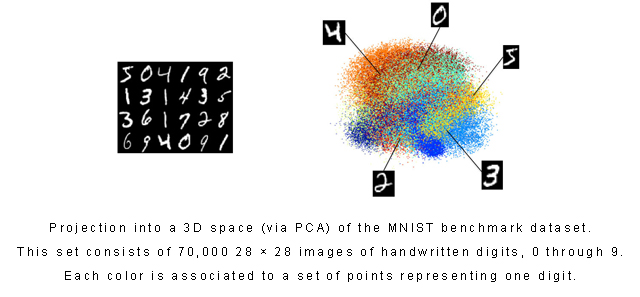 5 0 4 1 9 2
1 3 1 4 3 5
3 6 1 7 2 8
6 9 4 0 9 1
0
4
5
2
3
Projection into a 3D space (via PCA) of the MNIST benchmark dataset.
This set consists of 70,000 28 × 28 images of handwritten digits, 0 through 9.
Each color is associated to a set of points representing one digit.